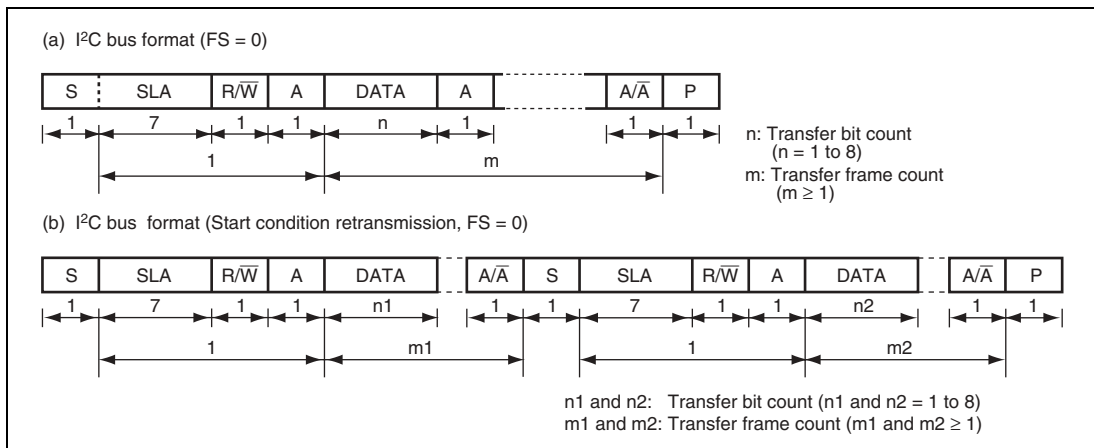 (a) I²C bus format (FS = 0)
S SLA R/W̅ A DATA A A/A̅ P
1 7 1 1 n 1 1 1
1 m
n: Transfer bit count
(n = 1 to 8)
m: Transfer frame count
(m ≥ 1)
(b) I²C bus format (Start condition retransmission, FS = 0)
S SLA R/W̅ A DATA A/A̅ S SLA R/W̅ A DATA A/A̅ P
1 7 1 1 n1 1 1 7 1 1 n2 1 1
1 m1 1 m2
n1 and n2: Transfer bit count (n1 and n2 = 1 to 8)
m1 and m2: Transfer frame count (m1 and m2 ≥ 1)